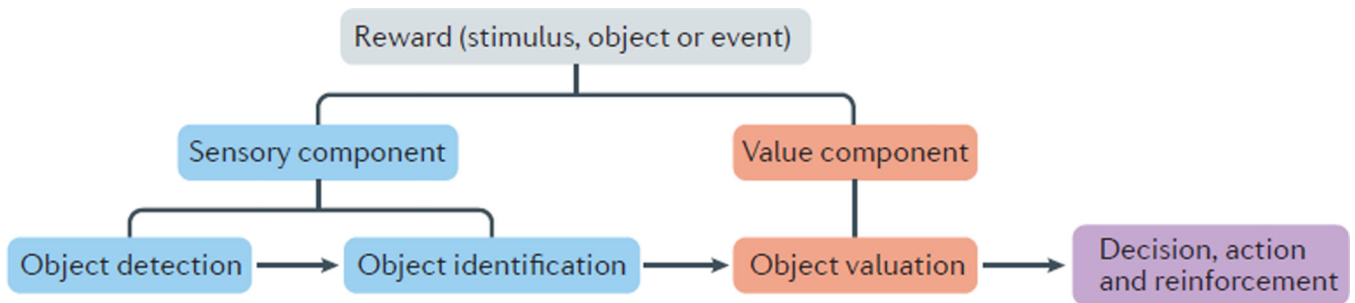 Reward (stimulus, object or event)
Sensory component
Value component
Object detection
Object identification
Object valuation
Decision, action
and reinforcement